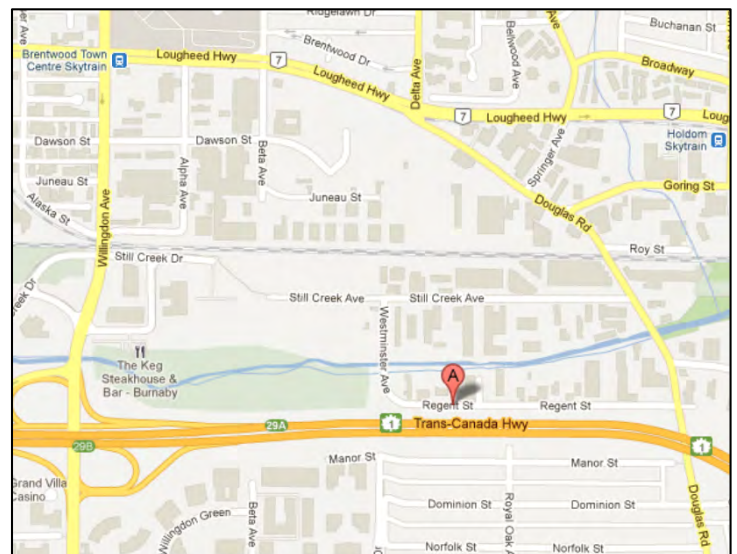 Ridgelawn Dr
Buchanan St
Brentwood Town
Centre Skytrain
Lougheed Hwy
7
Brentwood Dr
Lougheed Hwy
Delta Ave
Bellwood Ave
Ave
Broadway
7
Lougheed Hwy
7
Loug
Holdom
Skytrain
Springer Ave
Dawson St
Dawson St
Beta Ave
Alpha Ave
Juneau St
Juneau St
Goring St
Alaska St
Willingdon Ave
Douglas Rd
Roy St
Still Creek Dr
Still Creek Ave
Still Creek Ave
reek Dr
Westminster Ave
The Keg
Steakhouse &
Bar - Burnaby
A
Regent St
Regent St
29A
1
Trans-Canada Hwy
29B
1
Manor St
Manor St
Grand Villa
Casino
Dominion St
Dominion St
Royal Oak A
Douglas Rd
Beta Ave
Willingdon Green
Norfolk St
Norfolk St